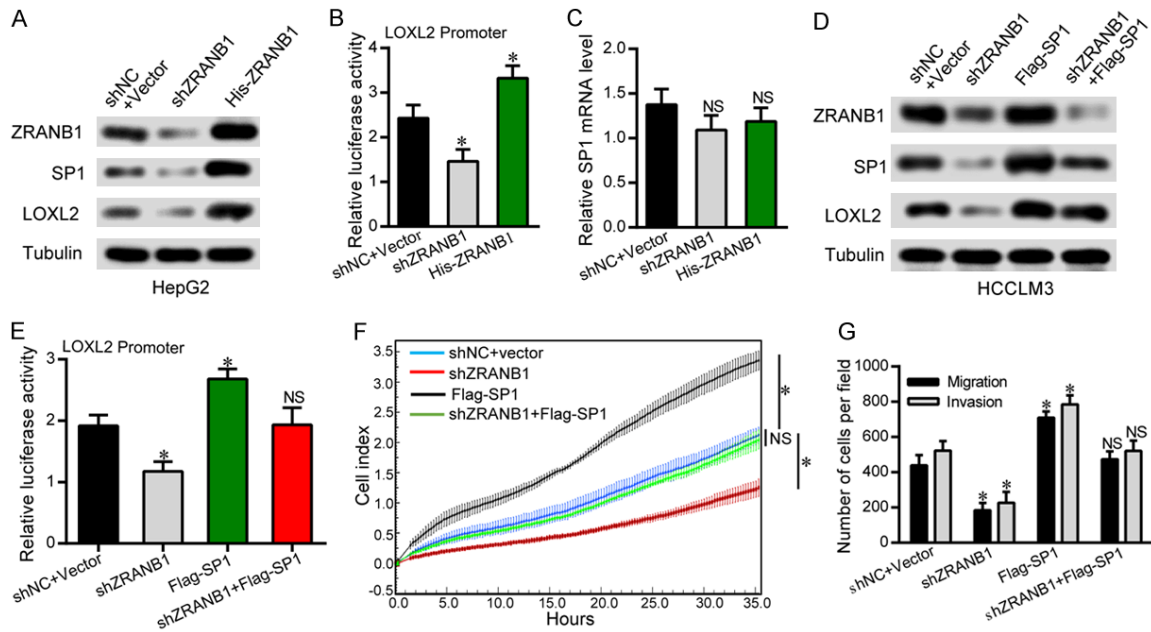 A
shNC
+Vector
shZRANB1
His-ZRANB1
ZRANB1
SP1
LOXL2
Tubulin
HepG2
B
LOXL2 Promoter
Relative luciferase activity
4
3
2
1
0
*
*
shNC+Vector
shZRANB1
His-ZRANB1
C
Relative SP1 mRNA level
2.0
1.5
1.0
0.5
0.0
NS
NS
shNC+Vector
shZRANB1
His-ZRANB1
D
shNC
+Vector
shZRANB1
Flag-SP1
shZRANB1
+Flag-SP1
ZRANB1
SP1
LOXL2
Tubulin
HCCLM3
E
LOXL2 Promoter
Relative luciferase activity
3
2
1
0
*
*
NS
shNC+Vector
shZRANB1
Flag-SP1
shZRANB1+Flag-SP1
F
Cell index
3.5
3.0
2.5
2.0
1.5
1.0
0.5
0.0
-0.5
shNC+vector
shZRANB1
Flag-SP1
shZRANB1+Flag-SP1
*
NS
*
0.0 5.0 10.0 15.0 20.0 25.0 30.0 35.0
Hours
G
Number of cells per field
1000
800
600
400
200
0
Migration
Invasion
* *
* *
NS NS
shNC+Vector
shZRANB1
Flag-SP1
shZRANB1+Flag-SP1